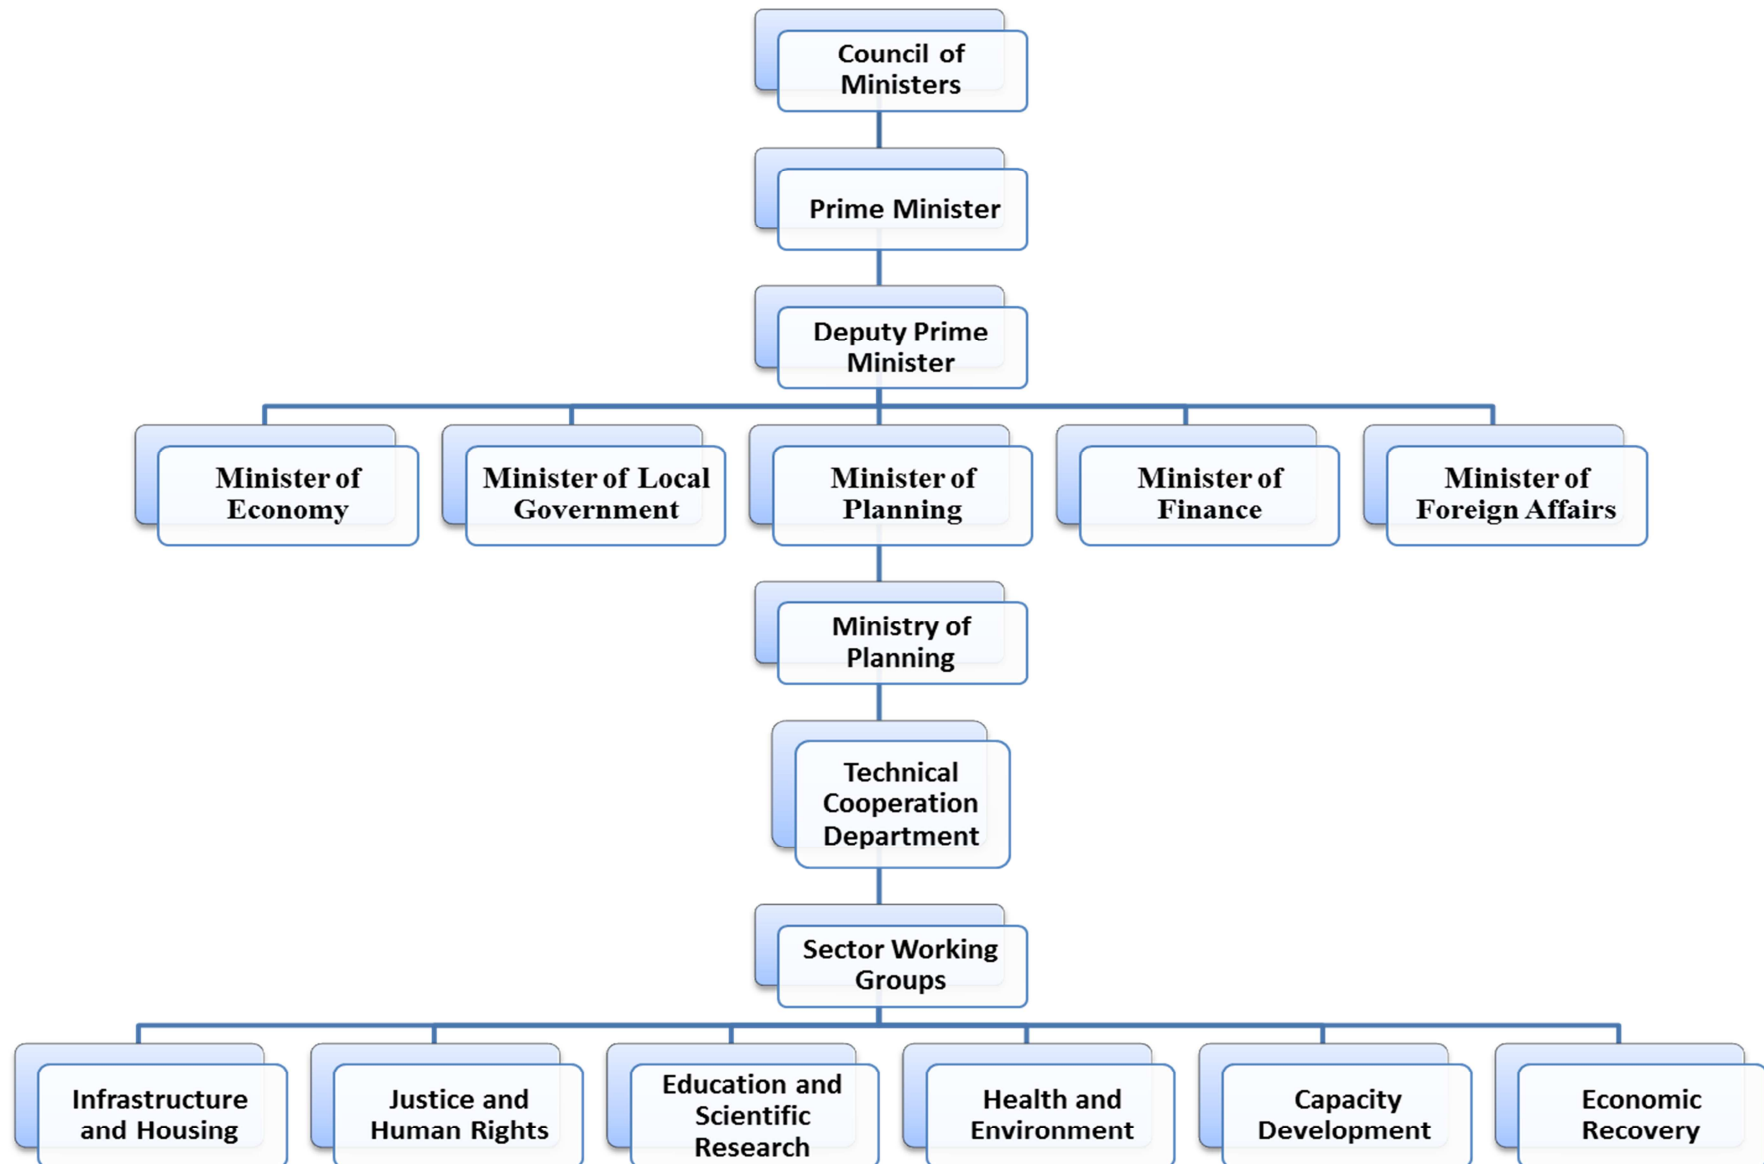 Council of
Ministers
Prime Minister
Deputy Prime
Minister
Minister of
Economy
Minister of Local
Government
Minister of
Planning
Minister of
Finance
Minister of
Foreign Affairs
Ministry of
Planning
Technical
Cooperation
Department
Sector Working
Groups
Infrastructure
and Housing
Justice and
Human Rights
Education and
Scientific
Research
Health and
Environment
Capacity
Development
Economic
Recovery